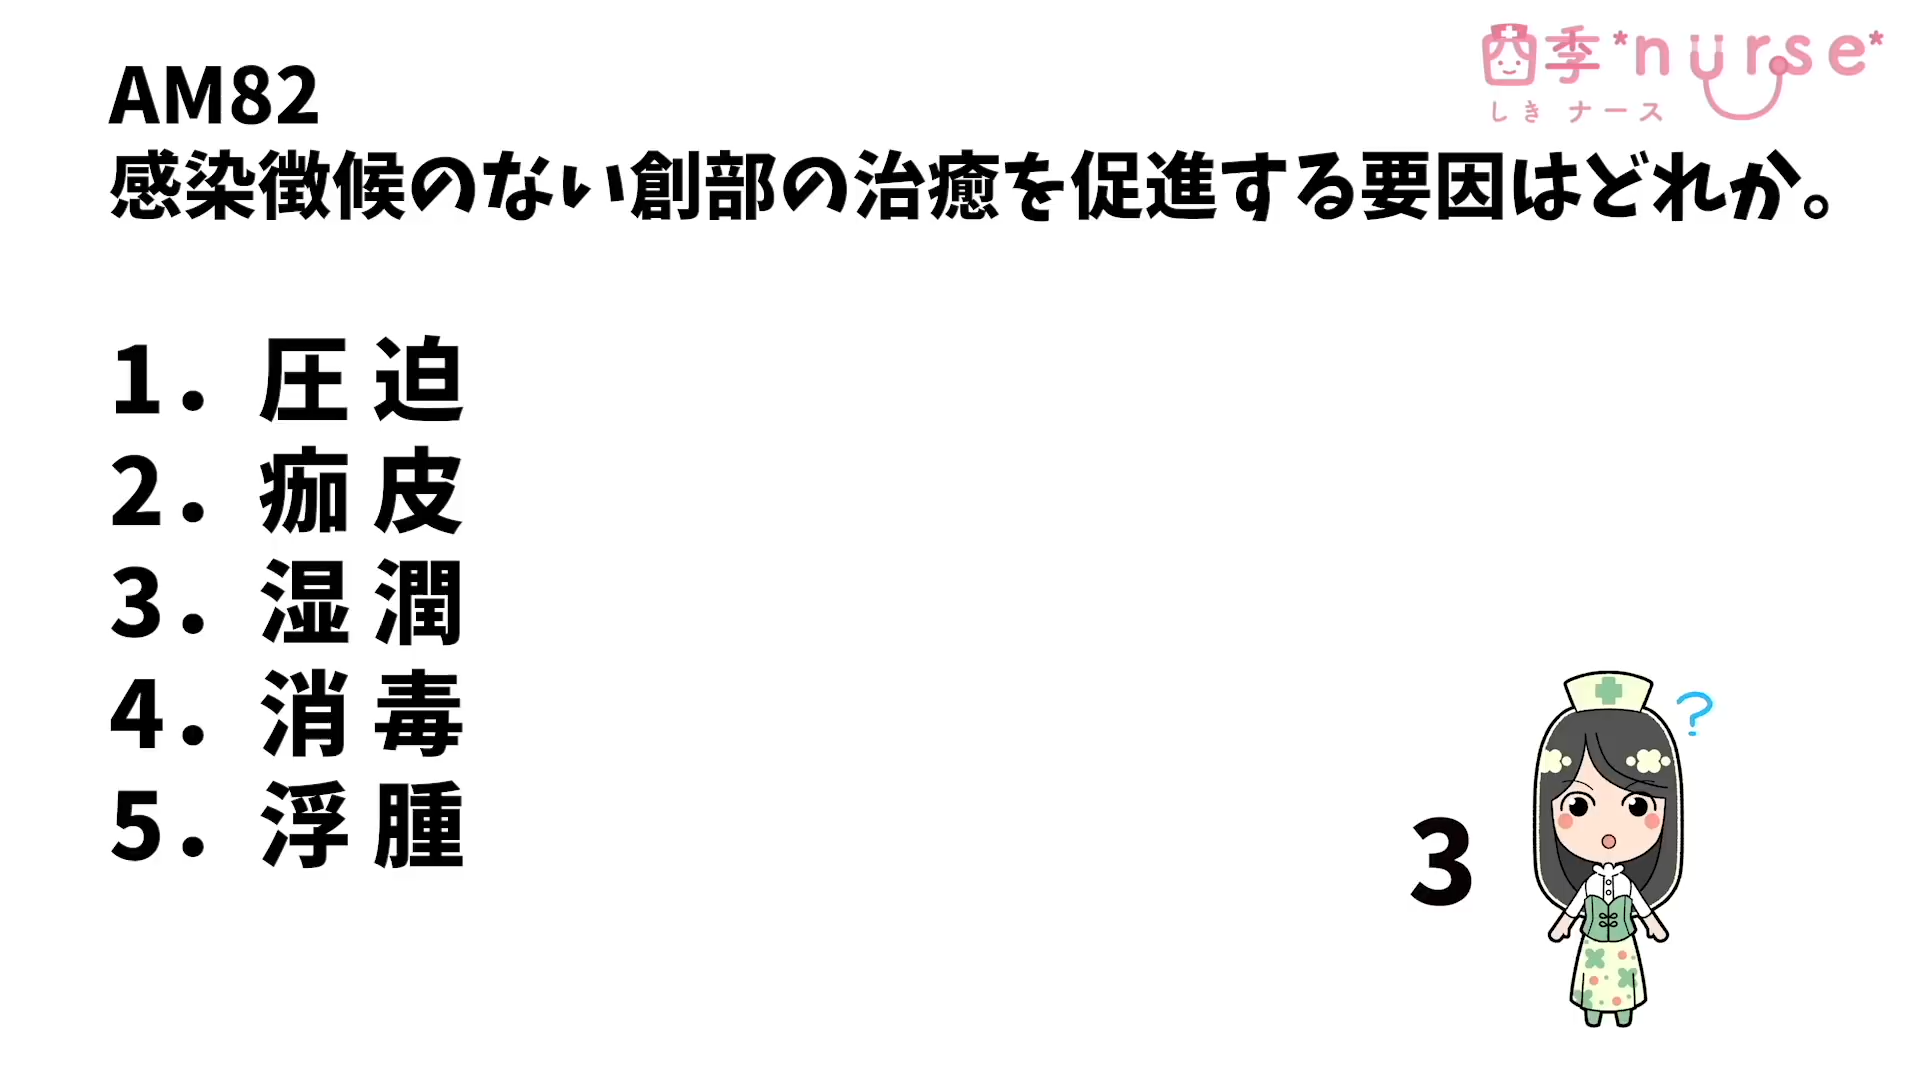 四季*nurse*
しきナース
AM82
感染徴候のない創部の治癒を促進する要因はどれか。
1. 圧迫
2. 痂皮
3. 湿潤
4. 消毒
5. 浮腫
?
3